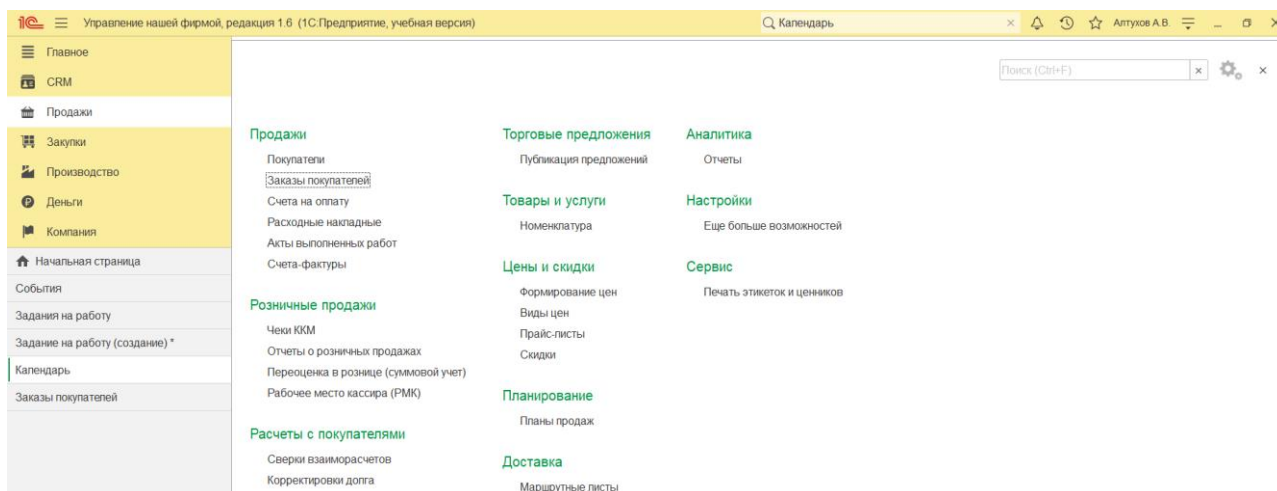 1С Управление нашей фирмой, редакция 1.6 (1С:Предприятие, учебная версия) Календарь Алтухов А.В.
Главное
CRM
Продажи
Закупки
Производство
Деньги
Компания
Начальная страница
События
Задания на работу
Задание на работу (создание) *
Календарь
Заказы покупателей
Поиск (Ctrl+F)
Продажи
Покупатели
Заказы покупателей
Счета на оплату
Расходные накладные
Акты выполненных работ
Счета-фактуры
Розничные продажи
Чеки ККМ
Отчеты о розничных продажах
Переоценка в рознице (суммовой учет)
Рабочее место кассира (РМК)
Расчеты с покупателями
Сверки взаиморасчетов
Корректировки долга
Торговые предложения
Публикация предложений
Товары и услуги
Номенклатура
Цены и скидки
Формирование цен
Виды цен
Прайс-листы
Скидки
Планирование
Планы продаж
Доставка
Маршрутные листы
Аналитика
Отчеты
Настройки
Еще больше возможностей
Сервис
Печать этикеток и ценников